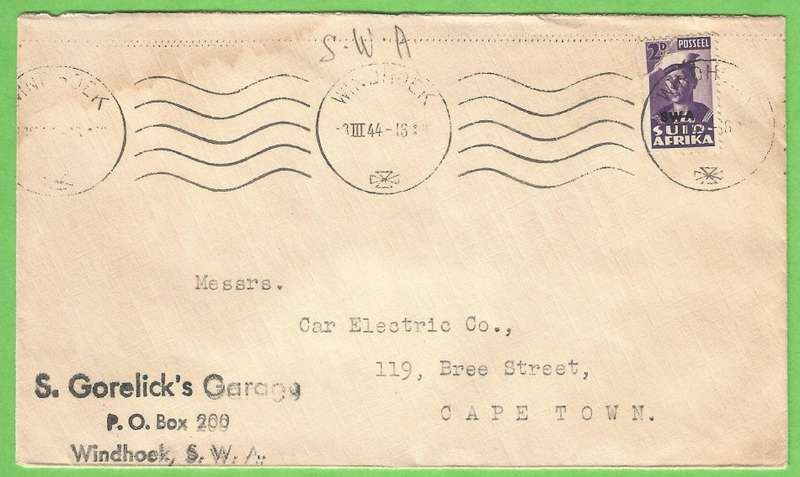 S. W. A
2D POSSEEL
SWA
SUID-
AFRIKA
WINDHOEK
III 44 - 16
Messrs.
Car Electric Co.,
119, Bree Street,
CAPE TOWN.
S. Gorelick's Garage
P. O. Box 200
Windhoek, S. W. A.